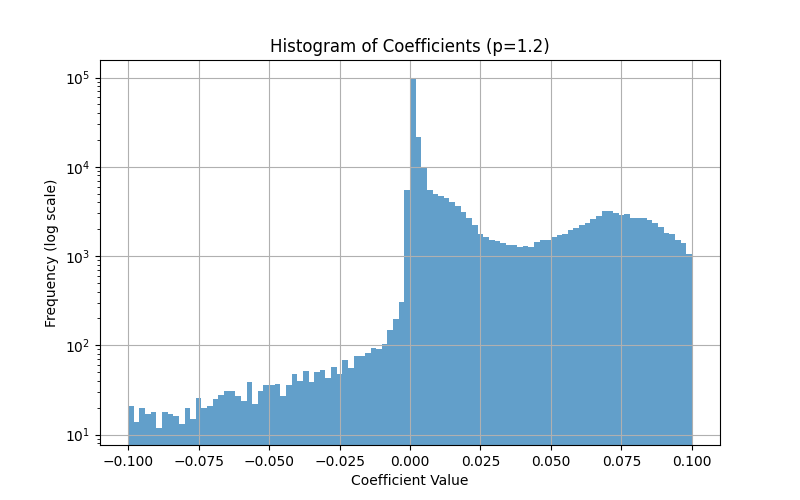 Histogram of Coefficients (p=1.2)
Frequency (log scale)
10⁵
10⁴
10³
10²
10¹
−0.100 −0.075 −0.050 −0.025 0.000 0.025 0.050 0.075 0.100
Coefficient Value